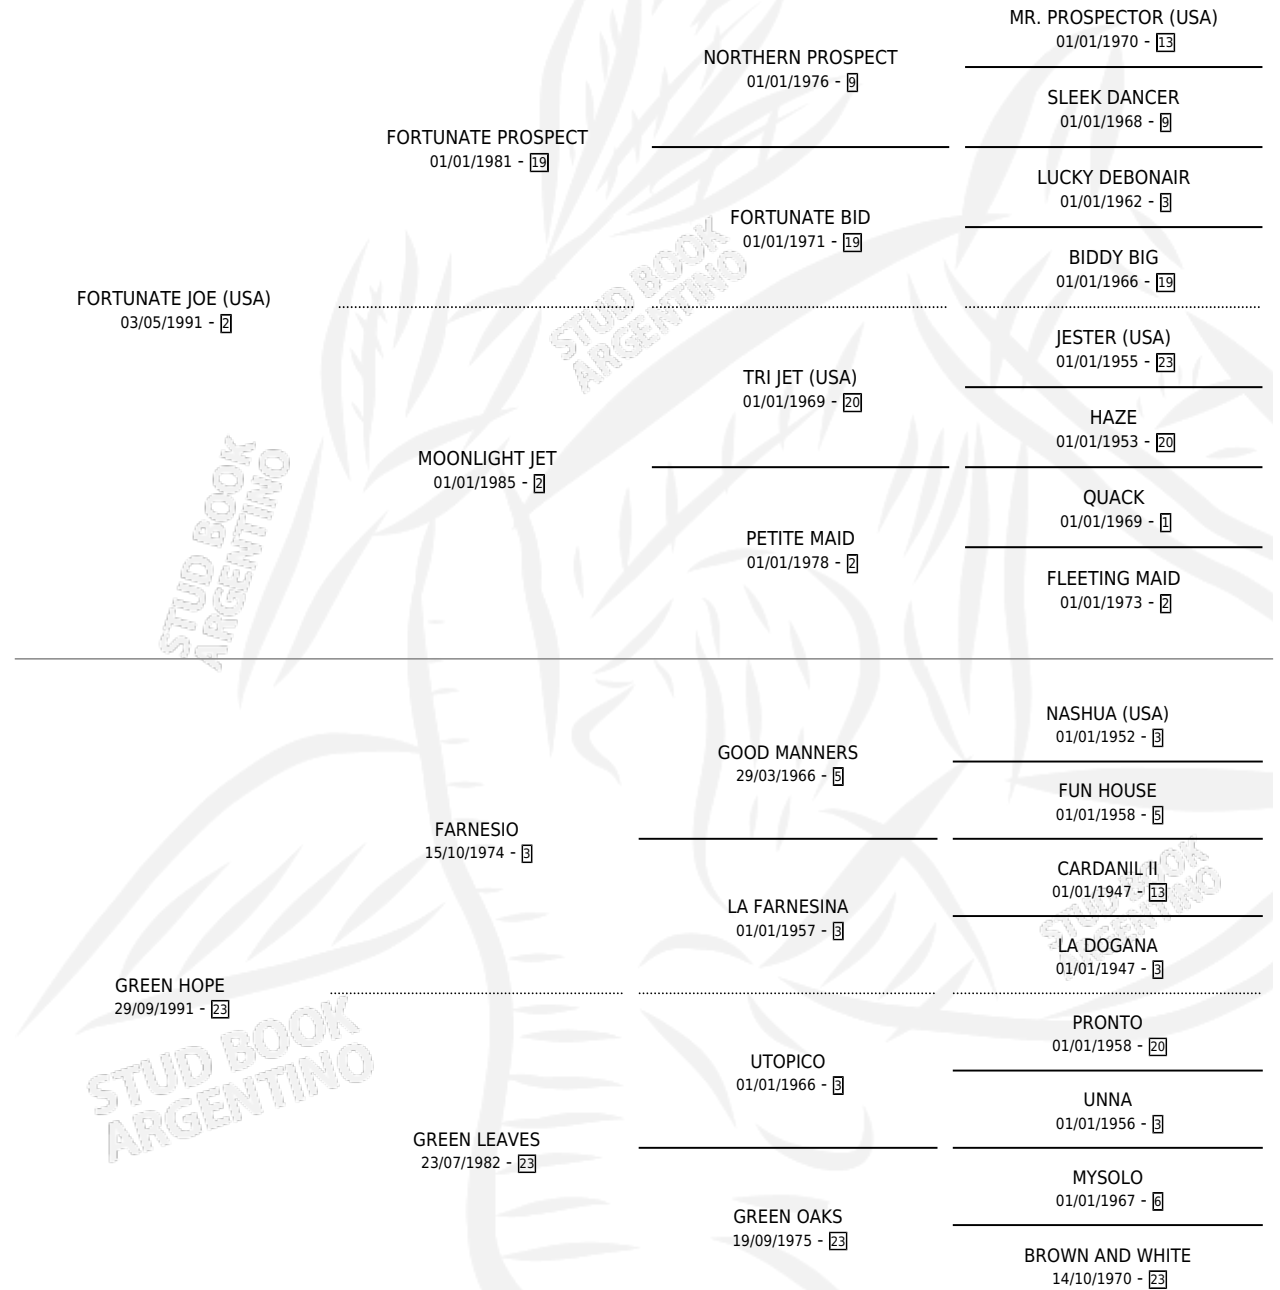 MR. PROSPECTOR (USA)
01/01/1970 - 13
NORTHERN PROSPECT
01/01/1976 - 9
SLEEK DANCER
01/01/1968 - 9
FORTUNATE PROSPECT
01/01/1981 - 19
LUCKY DEBONAIR
01/01/1962 - 3
FORTUNATE BID
01/01/1971 - 19
BIDDY BIG
01/01/1966 - 19
STUD BOOK
ARGENTINO
FORTUNATE JOE (USA)
03/05/1991 - 2
JESTER (USA)
01/01/1955 - 23
TRI JET (USA)
01/01/1969 - 20
HAZE
01/01/1953 - 20
MOONLIGHT JET
01/01/1985 - 2
QUACK
01/01/1969 - 1
PETITE MAID
01/01/1978 - 2
FLEETING MAID
01/01/1973 - 2
STUD BOOK
ARGENTINO
NASHUA (USA)
01/01/1952 - 3
GOOD MANNERS
29/03/1966 - 5
FUN HOUSE
01/01/1958 - 5
FARNESIO
15/10/1974 - 3
CARDANIL II
01/01/1947 - 13
LA FARNESINA
01/01/1957 - 3
STUD BOOK
ARGENTINO
LA DOGANA
01/01/1947 - 3
GREEN HOPE
29/09/1991 - 23
PRONTO
01/01/1958 - 20
UTOPICO
01/01/1966 - 3
STUD BOOK
ARGENTINO
UNNA
01/01/1956 - 3
GREEN LEAVES
23/07/1982 - 23
MYSOLO
01/01/1967 - 6
GREEN OAKS
19/09/1975 - 23
BROWN AND WHITE
14/10/1970 - 23